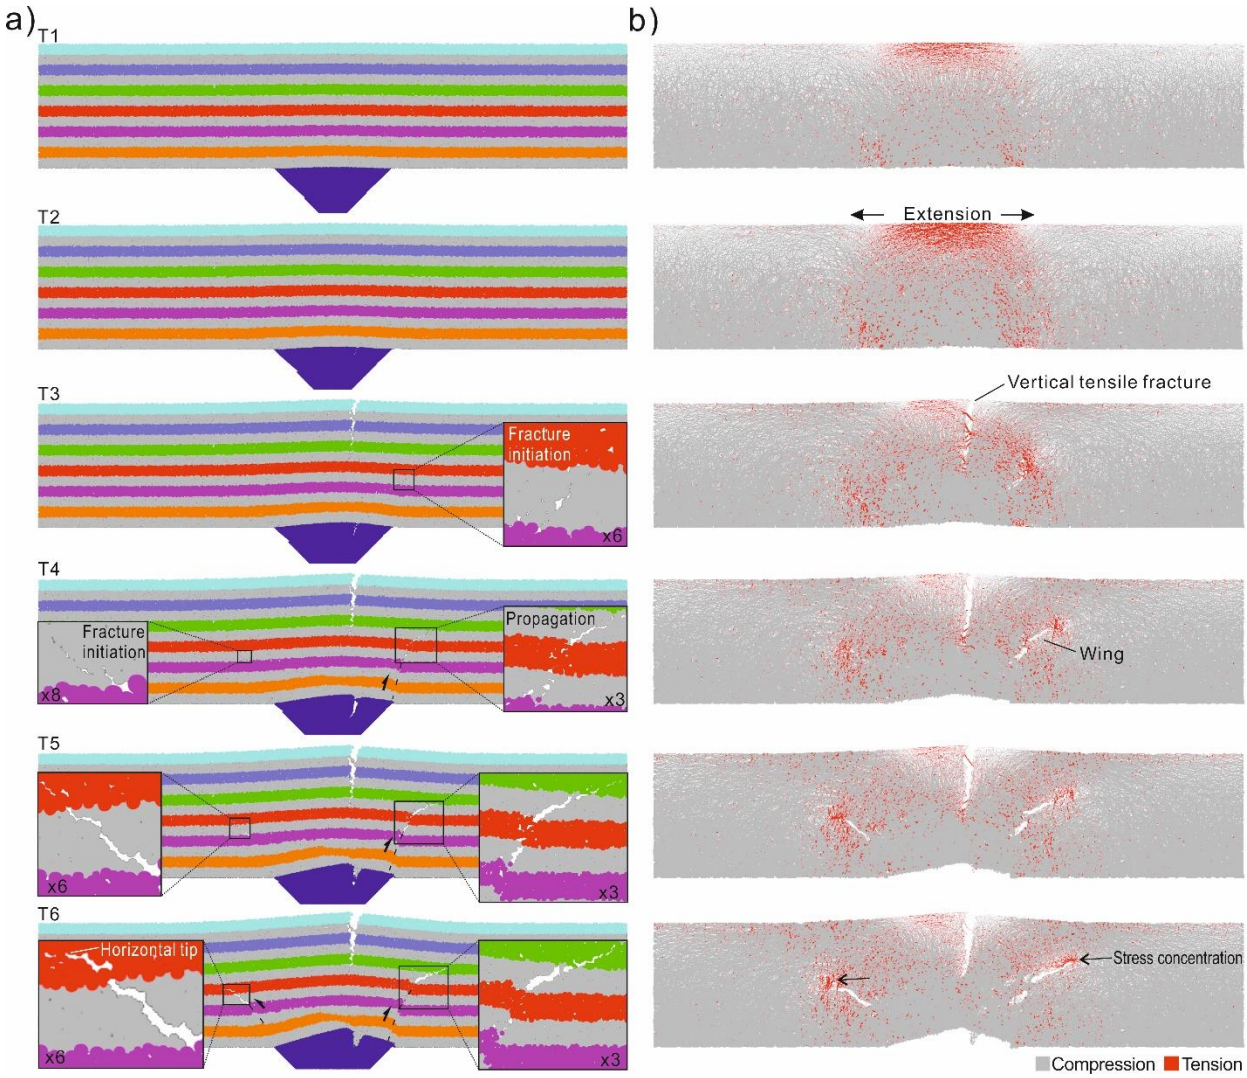 a)
b)
T1
T2
Extension
T3
Fracture
initiation
x6
Vertical tensile fracture
T4
Fracture
initiation
x8
Propagation
x3
Wing
T5
x6
x3
T6
Horizontal tip
x6
x3
Stress concentration
Compression
Tension